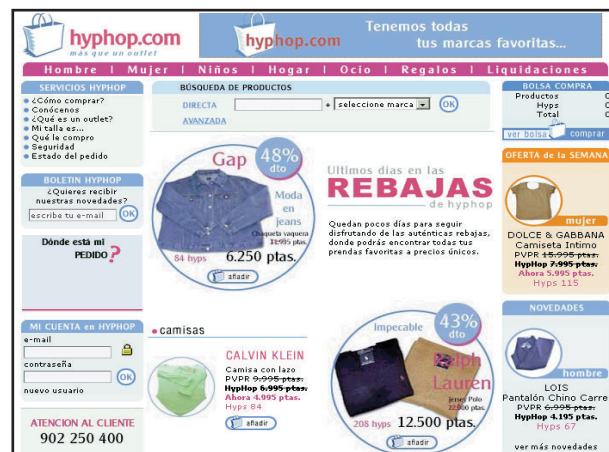 hyphop.com
más que un outlet
hyphop.com
Tenemos todas
tus marcas favoritas...
Hombre | Mujer | Niños | Hogar | Ocio | Regalos | Liquidaciones
SERVICIOS HYPHOP
¿Cómo comprar?
Conócenos
¿Qué es un outlet?
Mi talla es...
Qué le compro
Seguridad
Estado del pedido
BOLETIN HYPHOP
¿Quieres recibir
nuestras novedades?
escribe tu e-mail OK
Dónde está mi
PEDIDO?
MI CUENTA en HYPHOP
e-mail
contraseña
OK
nuevo usuario
ATENCION AL CLIENTE
902 250 400
BÚSQUEDA DE PRODUCTOS
DIRECTA + seleccione marca OK
AVANZADA
Gap
48%
dto
Moda
en
jeans
Chaqueta vaquera
84 hyps
6.250 ptas.
añadir
Ultimos días en las
REBAJAS
de hyphop
Quedan pocos días para seguir
disfrutando de las auténticas rebajas,
donde podrás encontrar todas tus
prendas favoritas a precios únicos.
camisas
CALVIN KLEIN
Camisa con lazo
PVPR 9.995 ptas.
HypHop 6.995 ptas.
Ahora 4.995 ptas.
Hyps 84
añadir
Impecable
43%
dto
Ralph
Lauren
Jersey Polo
22.000 ptas.
208 hyps
12.500 ptas.
añadir
BOLSA COMPRA
Productos 0
Hyps 0
Total 0
ver bolsa comprar
OFERTA de la SEMANA
mujer
DOLCE & GABBANA
Camiseta Intimo
PVPR 15.995 ptas.
HypHop 7.995 ptas.
Ahora 5.995 ptas.
Hyps 115
NOVEDADES
hombre
LOIS
Pantalón Chino Carre
PVPR 6.995 ptas.
HypHop 4.195 ptas.
Hyps 67
ver más novedades